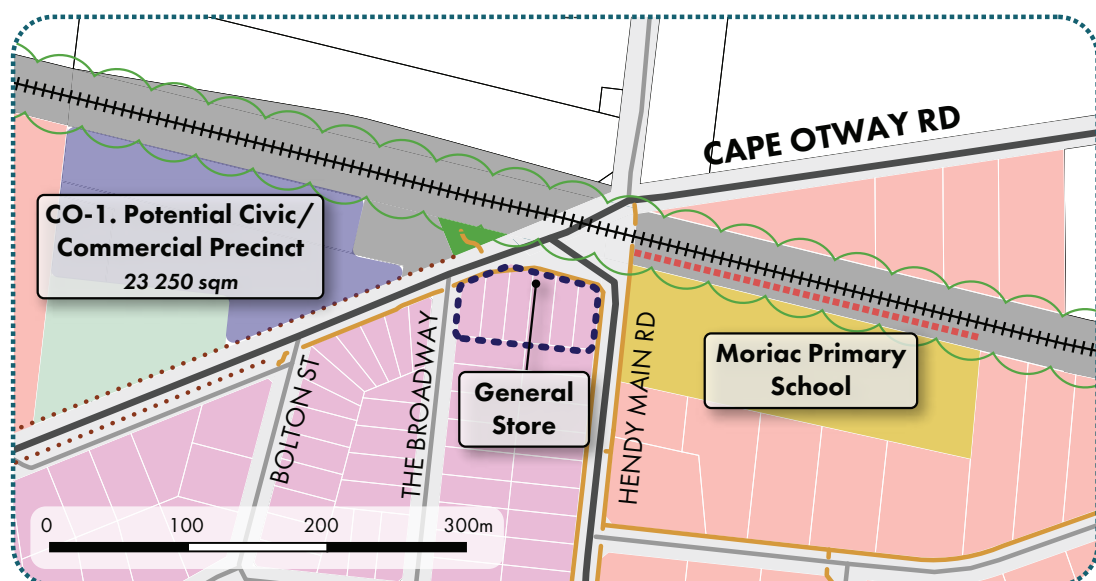 CAPE OTWAY RD
CO-1. Potential Civic/
Commercial Precinct
23 250 sqm
Moriac Primary
School
General
Store
BOLTON ST
THE BROADWAY
HENDY MAIN RD
0 100 200 300m